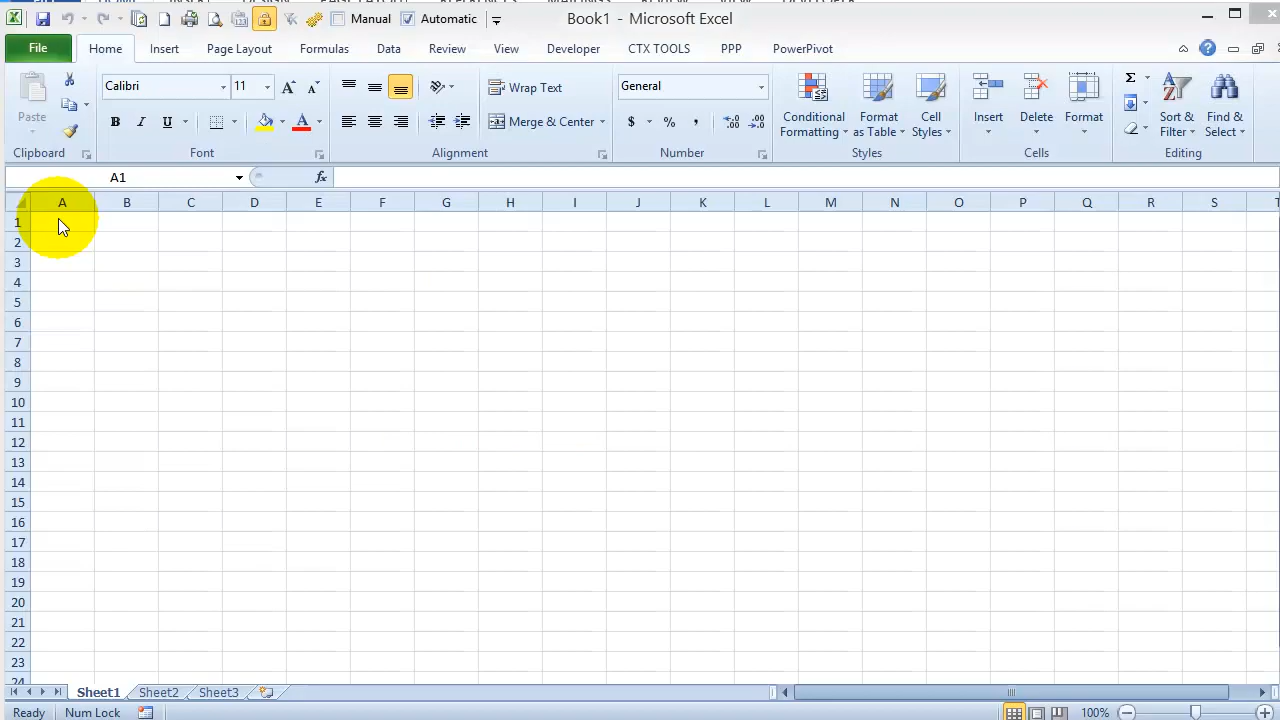 Manual Automatic Book1 - Microsoft Excel
File Home Insert Page Layout Formulas Data Review View Developer CTX TOOLS PPP PowerPivot
Calibri 11 Wrap Text General
Paste B I U Merge & Center $ % , Conditional Formatting Format as Table Cell Styles Insert Delete Format Σ Sort & Filter Find & Select
Clipboard Font Alignment Number Styles Cells Editing
A1 fx
A B C D E F G H I J K L M N O P Q R S T
1
2
3
4
5
6
7
8
9
10
11
12
13
14
15
16
17
18
19
20
21
22
23
24
Sheet1 Sheet2 Sheet3
Ready Num Lock 100%